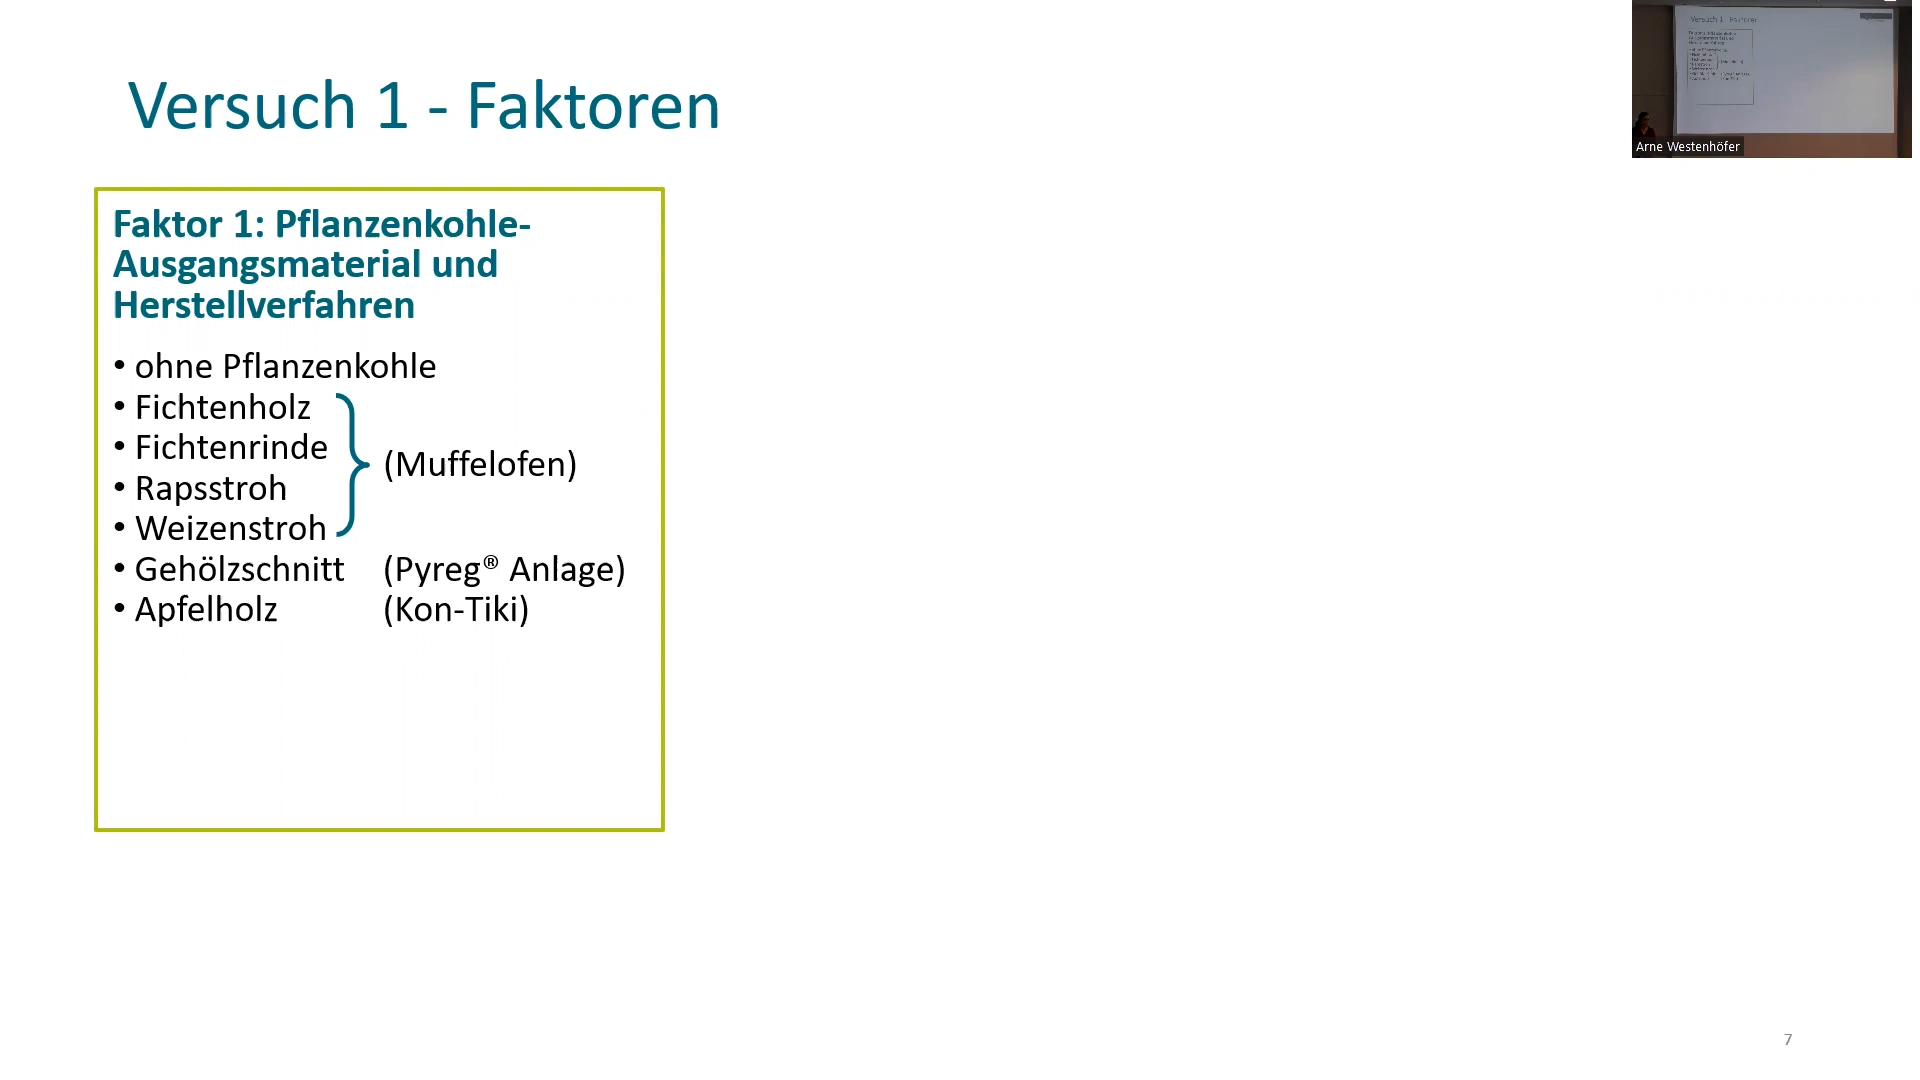 Versuch 1 - Faktoren
Arne Westenhöfer
Faktor 1: Pflanzenkohle-
Ausgangsmaterial und
Herstellverfahren
• ohne Pflanzenkohle
• Fichtenholz
• Fichtenrinde
(Muffelofen)
• Rapsstroh
• Weizenstroh
• Gehölzschnitt (Pyreg® Anlage)
• Apfelholz (Kon-Tiki)
7